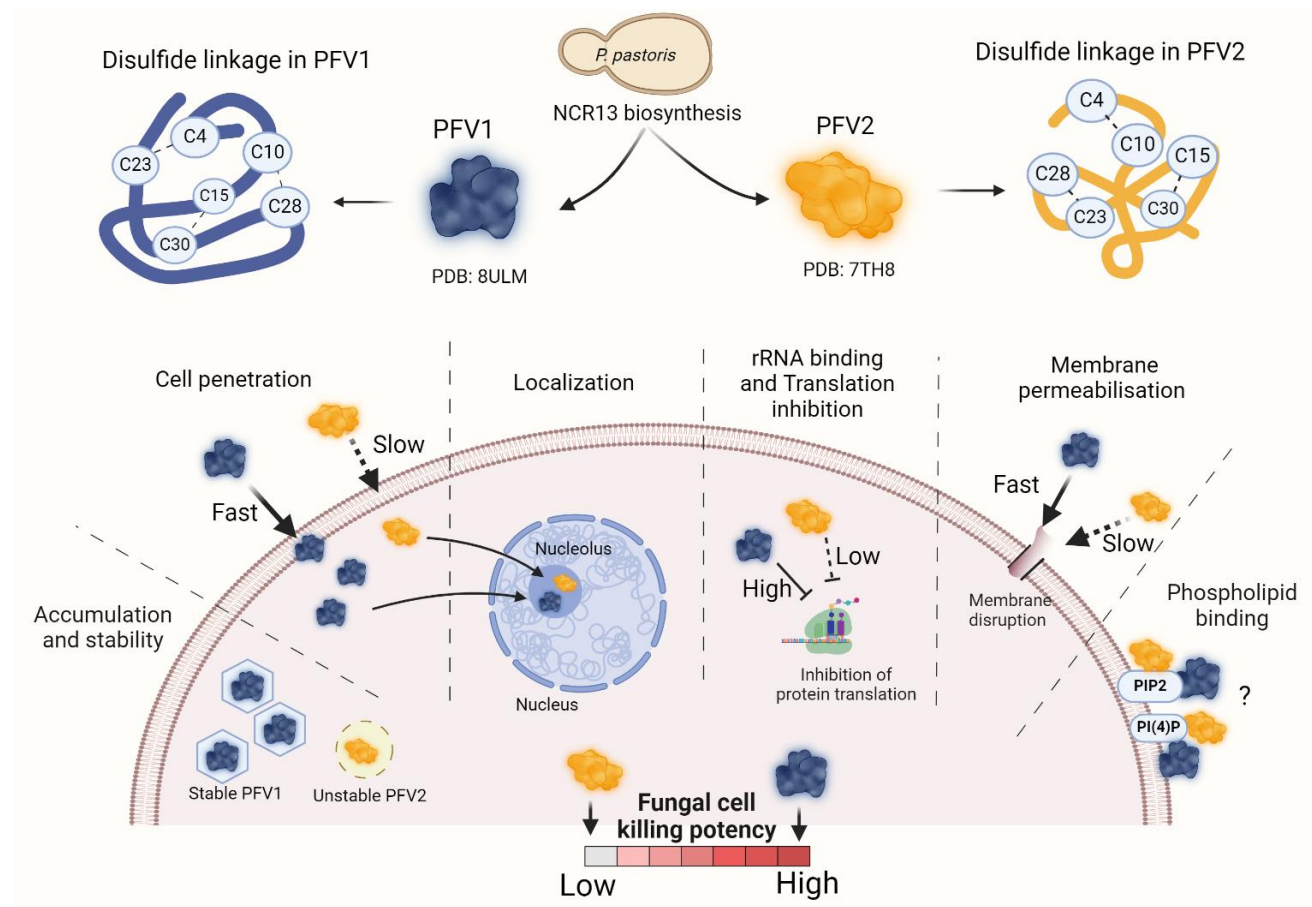 Disulfide linkage in PFV1
C4
C23
C10
C15
C28
C30
P. pastoris
NCR13 biosynthesis
PFV1
PDB: 8ULM
PFV2
PDB: 7TH8
Disulfide linkage in PFV2
C4
C10
C15
C28
C23
C30
Cell penetration
Slow
Fast
Localization
Nucleolus
Nucleus
rRNA binding
and Translation
inhibition
Low
High
Inhibition of
protein translation
Membrane
permeabilisation
Fast
Slow
Membrane
disruption
Phospholipid
binding
PIP2
PI(4)P
?
Accumulation
and stability
Stable PFV1
Unstable PFV2
Fungal cell
killing potency
Low
High